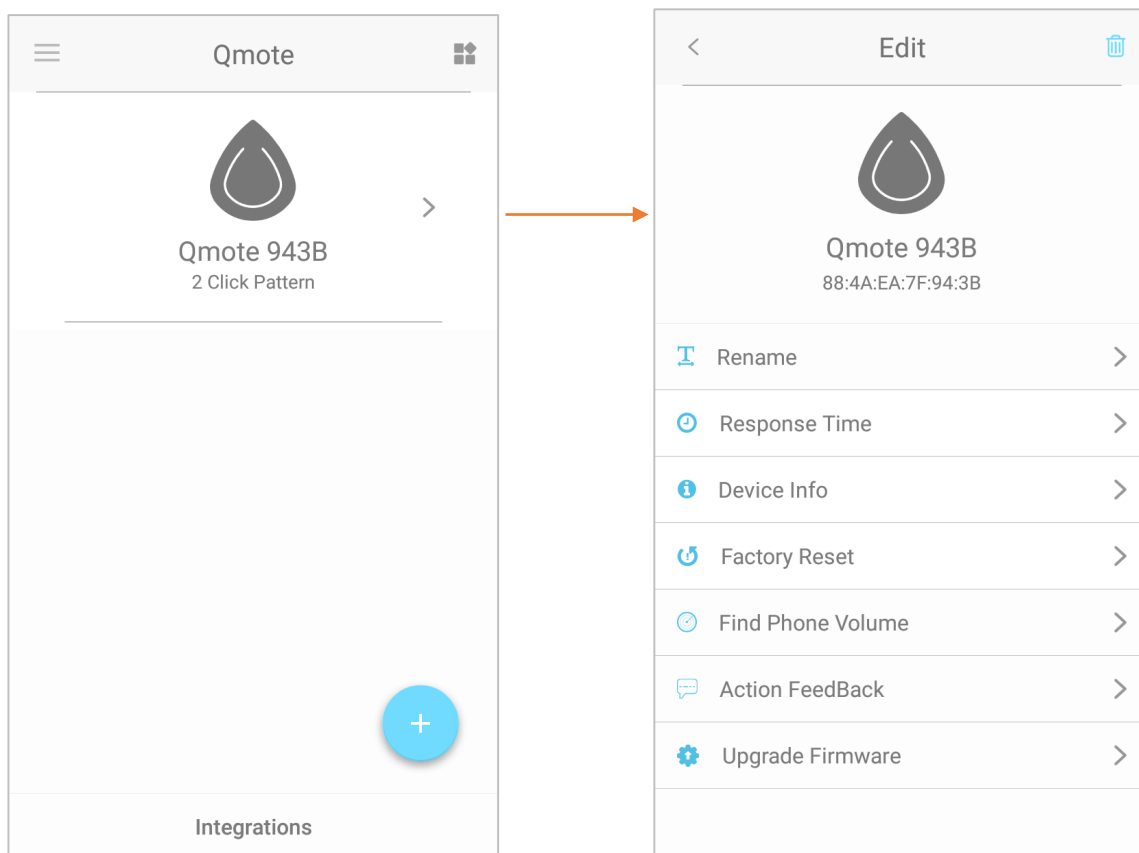 Qmote
Qmote 943B
2 Click Pattern
Integrations
Edit
Qmote 943B
88:4A:EA:7F:94:3B
Rename
Response Time
Device Info
Factory Reset
Find Phone Volume
Action FeedBack
Upgrade Firmware